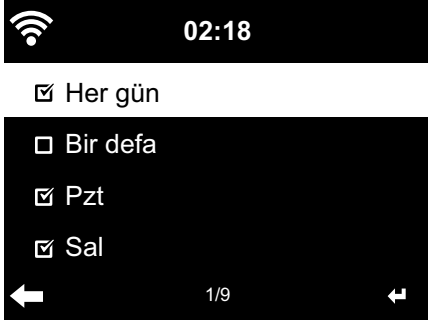 02:18
Her gün
Bir defa
Pzt
Sal
1/9